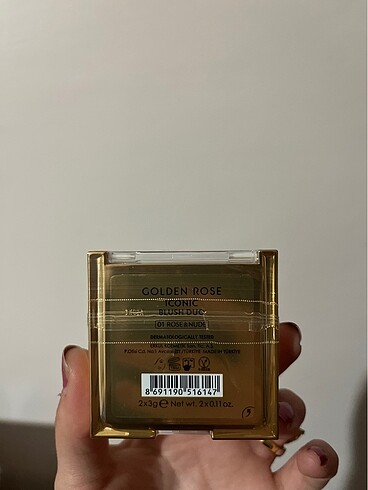 GOLDEN ROSE
ICONIC
BLUSH DUO
01 ROSE&NUDE
DERMATOLOGICALLY TESTED
8 691190 516147
2x3g ℮ Net wt. 2x0.11oz.